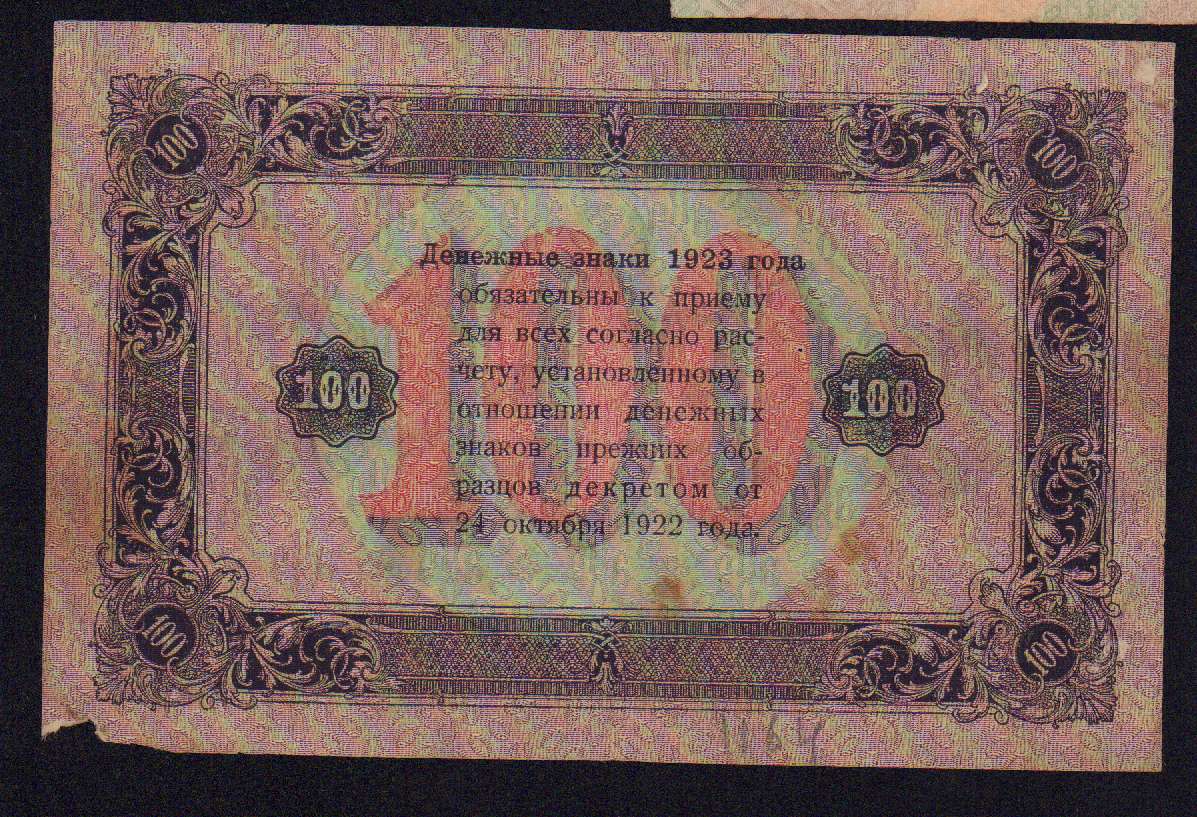 100 100
Денежные знаки 1923 года
обязательны к приему
для всех согласно рас-
100 чету, установленному в 100
отношении денежных
знаков прежних об-
разцов декретом от
24 октября 1922 года.
100 100
100